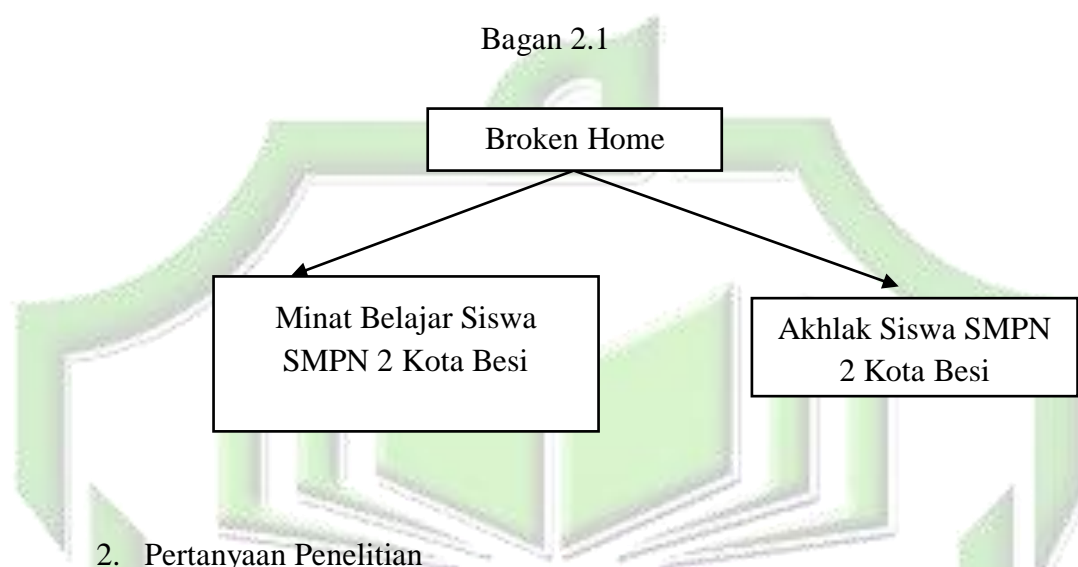 Bagan 2.1
Broken Home
Minat Belajar Siswa
SMPN 2 Kota Besi
Akhlak Siswa SMPN
2 Kota Besi
2. Pertanyaan Penelitian